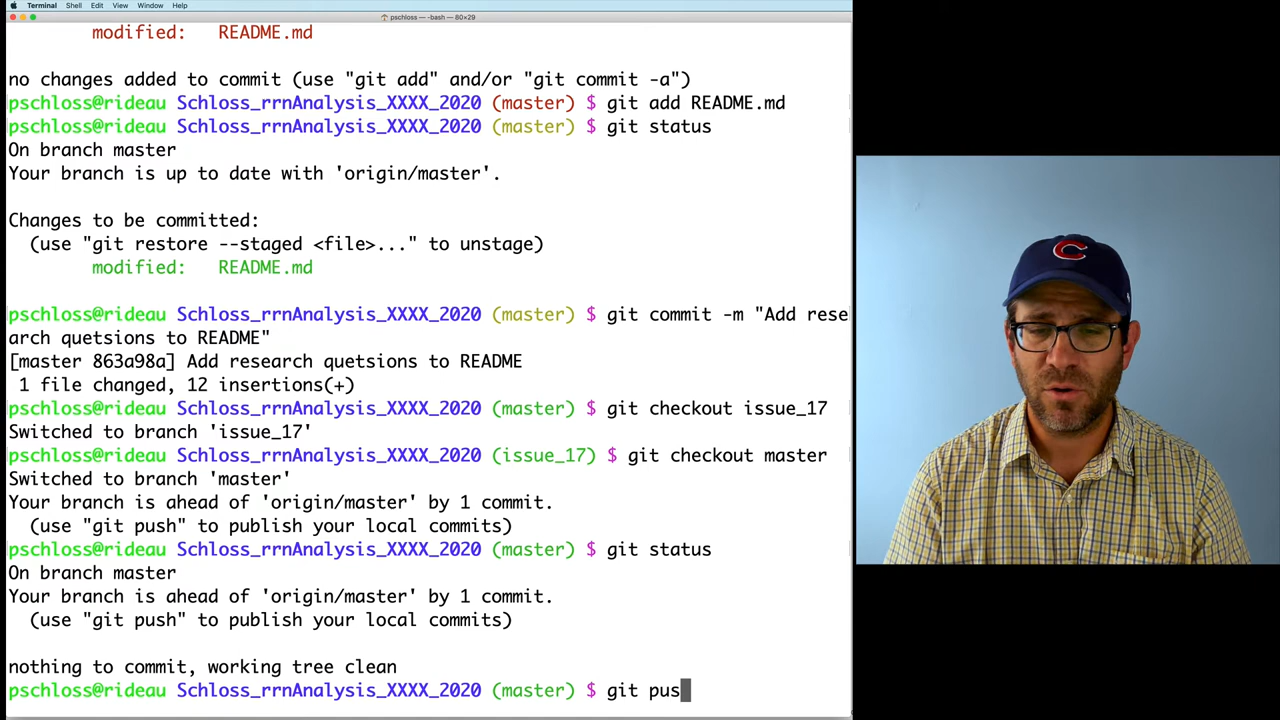 Terminal Shell Edit View Window Help
pschloss — -bash — 80×29
modified: README.md
no changes added to commit (use "git add" and/or "git commit -a")
pschloss@rideau Schloss_rrnAnalysis_XXXX_2020 (master) $ git add README.md
pschloss@rideau Schloss_rrnAnalysis_XXXX_2020 (master) $ git status
On branch master
Your branch is up to date with 'origin/master'.
Changes to be committed:
(use "git restore --staged <file>..." to unstage)
modified: README.md
pschloss@rideau Schloss_rrnAnalysis_XXXX_2020 (master) $ git commit -m "Add rese
arch quetsions to README"
[master 863a98a] Add research quetsions to README
1 file changed, 12 insertions(+)
pschloss@rideau Schloss_rrnAnalysis_XXXX_2020 (master) $ git checkout issue_17
Switched to branch 'issue_17'
pschloss@rideau Schloss_rrnAnalysis_XXXX_2020 (issue_17) $ git checkout master
Switched to branch 'master'
Your branch is ahead of 'origin/master' by 1 commit.
(use "git push" to publish your local commits)
pschloss@rideau Schloss_rrnAnalysis_XXXX_2020 (master) $ git status
On branch master
Your branch is ahead of 'origin/master' by 1 commit.
(use "git push" to publish your local commits)
nothing to commit, working tree clean
pschloss@rideau Schloss_rrnAnalysis_XXXX_2020 (master) $ git pus
C